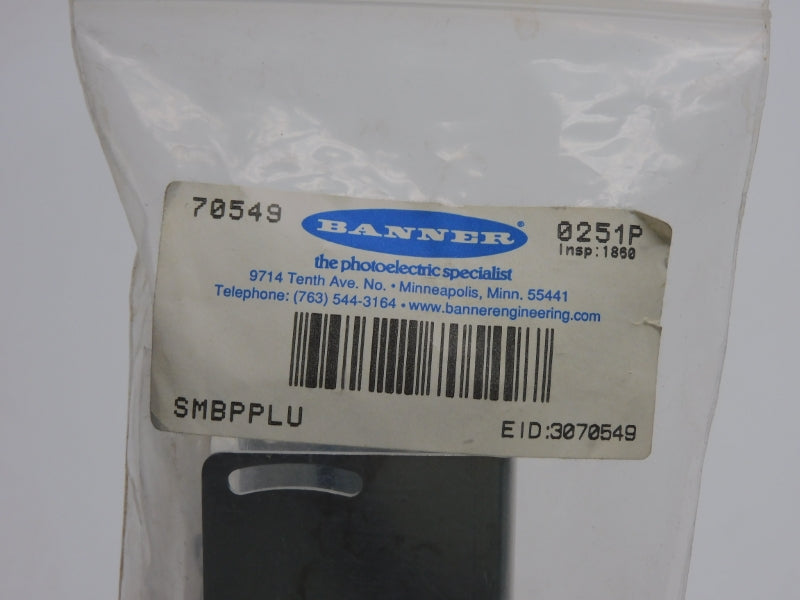 70549
BANNER®
0251P
Insp:1860
the photoelectric specialist
9714 Tenth Ave. No. • Minneapolis, Minn. 55441
Telephone: (763) 544-3164 • www.bannerengineering.com
SMBPPLU
EID:3070549